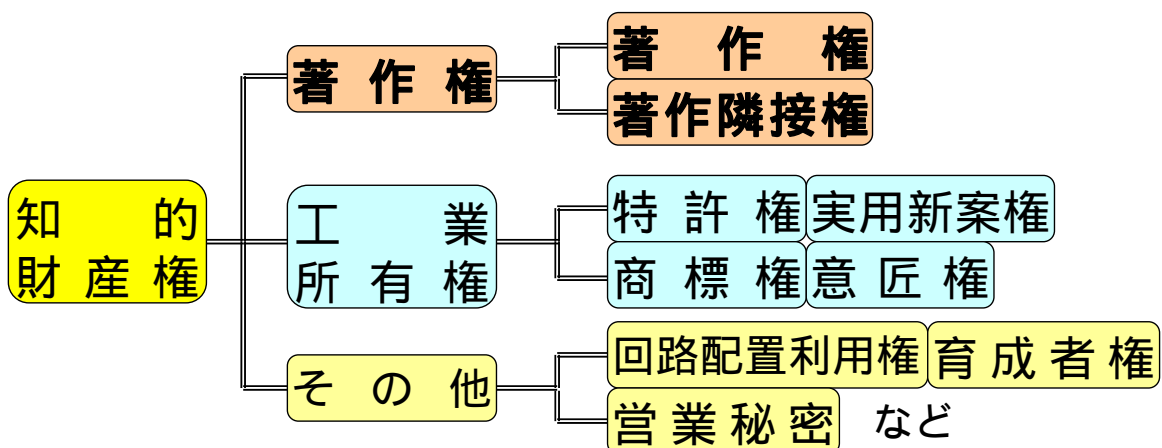 知的
財産権
著作権
著作権
著作隣接権
工業
所有権
特許権 実用新案権
商標権 意匠権
その他
回路配置利用権 育成者権
営業秘密 など